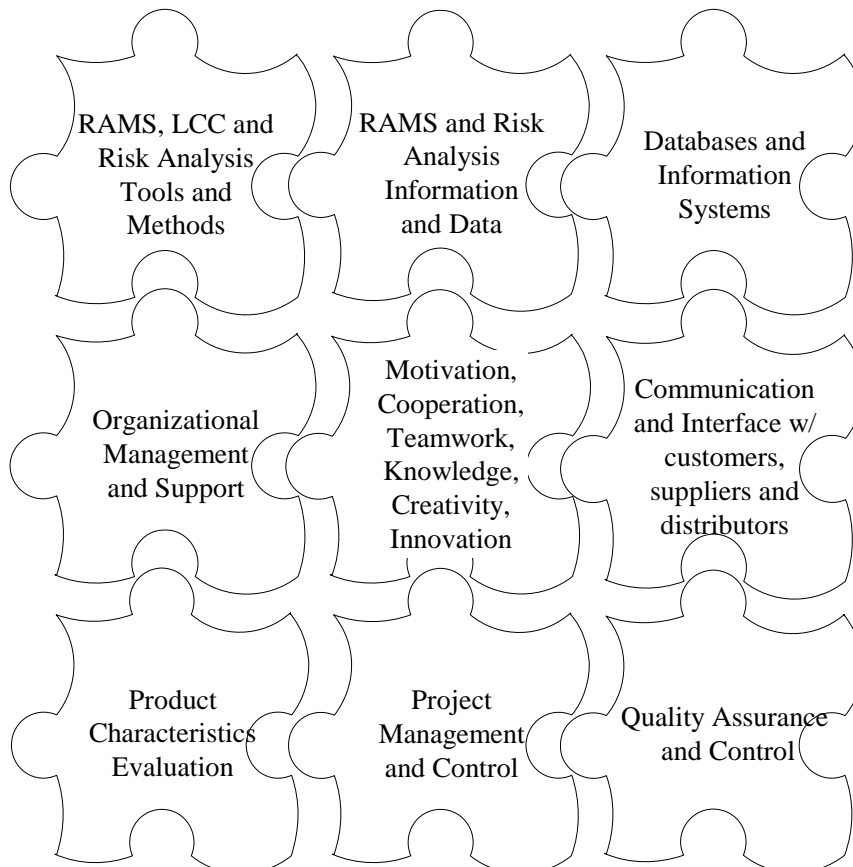 RAMS, LCC and
Risk Analysis
Tools and
Methods
RAMS and Risk
Analysis
Information
and Data
Databases and
Information
Systems
Organizational
Management
and Support
Motivation,
Cooperation,
Teamwork,
Knowledge,
Creativity,
Innovation
Communication
and Interface w/
customers,
suppliers and
distributors
Product
Characteristics
Evaluation
Project
Management
and Control
Quality Assurance
and Control